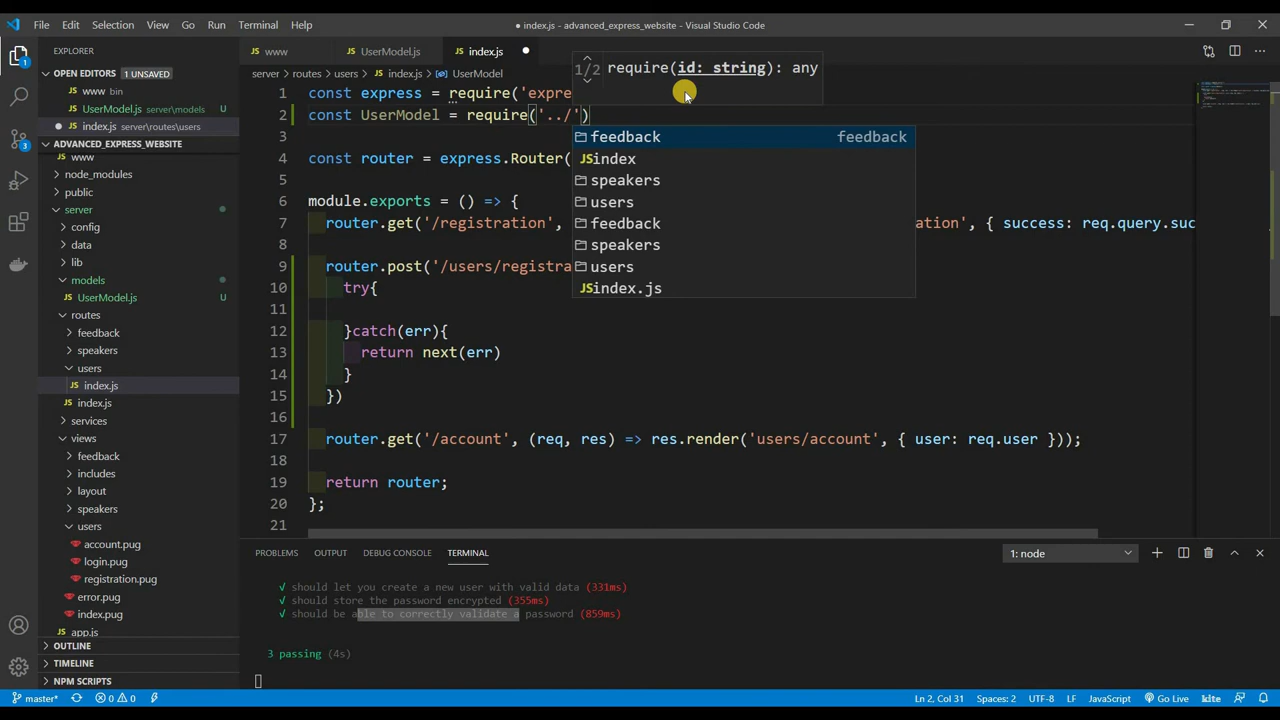 File Edit Selection View Go Run Terminal Help
● index.js - advanced_express_website - Visual Studio Code
EXPLORER
OPEN EDITORS 1 UNSAVED
www bin
UserModel.js server\models U
● index.js server\routes\users
ADVANCED_EXPRESS_WEBSITE
www
node_modules
public
server
config
data
lib
models
JS UserModel.js U
routes
feedback
speakers
users
JS index.js
JS index.js
services
views
feedback
includes
layout
speakers
users
account.pug
login.pug
registration.pug
error.pug
index.pug
app.js
OUTLINE
TIMELINE
NPM SCRIPTS
www
JS UserModel.js
JS index.js ●
server > routes > users > JS index.js > UserModel
1/2 require(id: string): any
1 const express = require('expre
2 const UserModel = require('../')
3
4 const router = express.Router(
5
6 module.exports = () => {
7 router.get('/registration', ation', { success: req.query.suc
8
9 router.post('/users/registra
10 try{
11
12 }catch(err){
13 return next(err)
14 }
15 })
16
17 router.get('/account', (req, res) => res.render('users/account', { user: req.user }));
18
19 return router;
20 };
21
feedback feedback
JS index
speakers
users
feedback
speakers
users
JS index.js
PROBLEMS OUTPUT DEBUG CONSOLE TERMINAL
1: node
√ should let you create a new user with valid data (331ms)
√ should store the password encrypted (355ms)
√ should be able to correctly validate a password (859ms)
3 passing (4s)
master* 0 0
Ln 2, Col 31 Spaces: 2 UTF-8 LF JavaScript Go Live